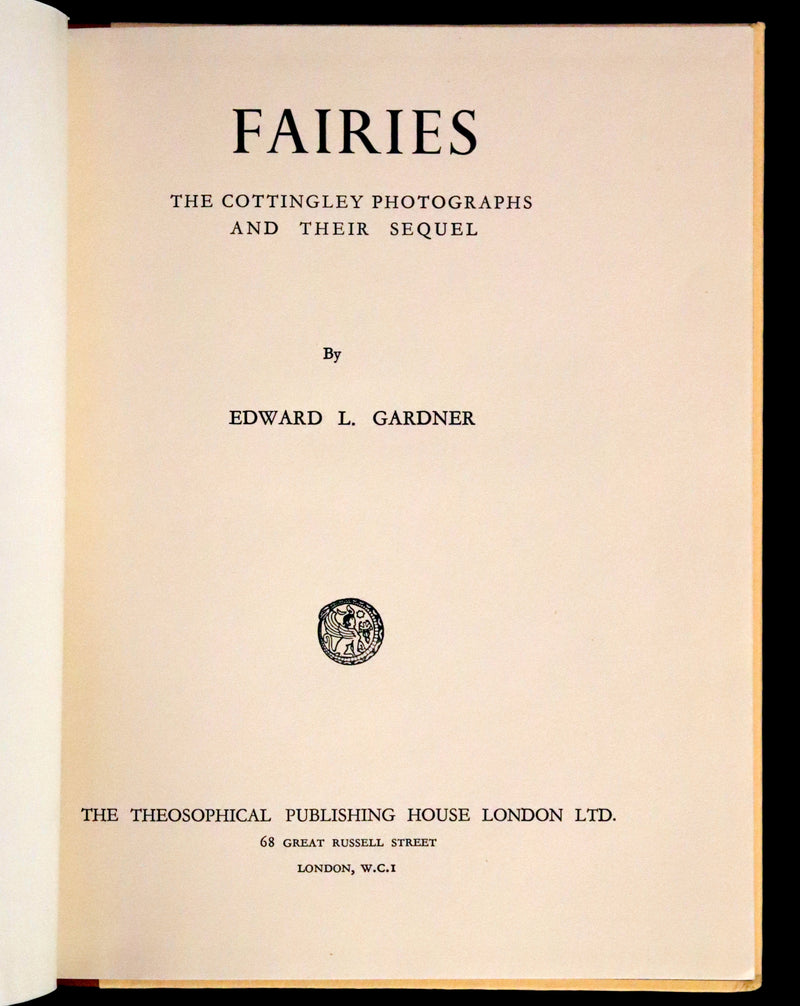 FAIRIES
THE COTTINGLEY PHOTOGRAPHS
AND THEIR SEQUEL
By
EDWARD L. GARDNER
THE THEOSOPHICAL PUBLISHING HOUSE LONDON LTD.
68 GREAT RUSSELL STREET
LONDON, W.C.1